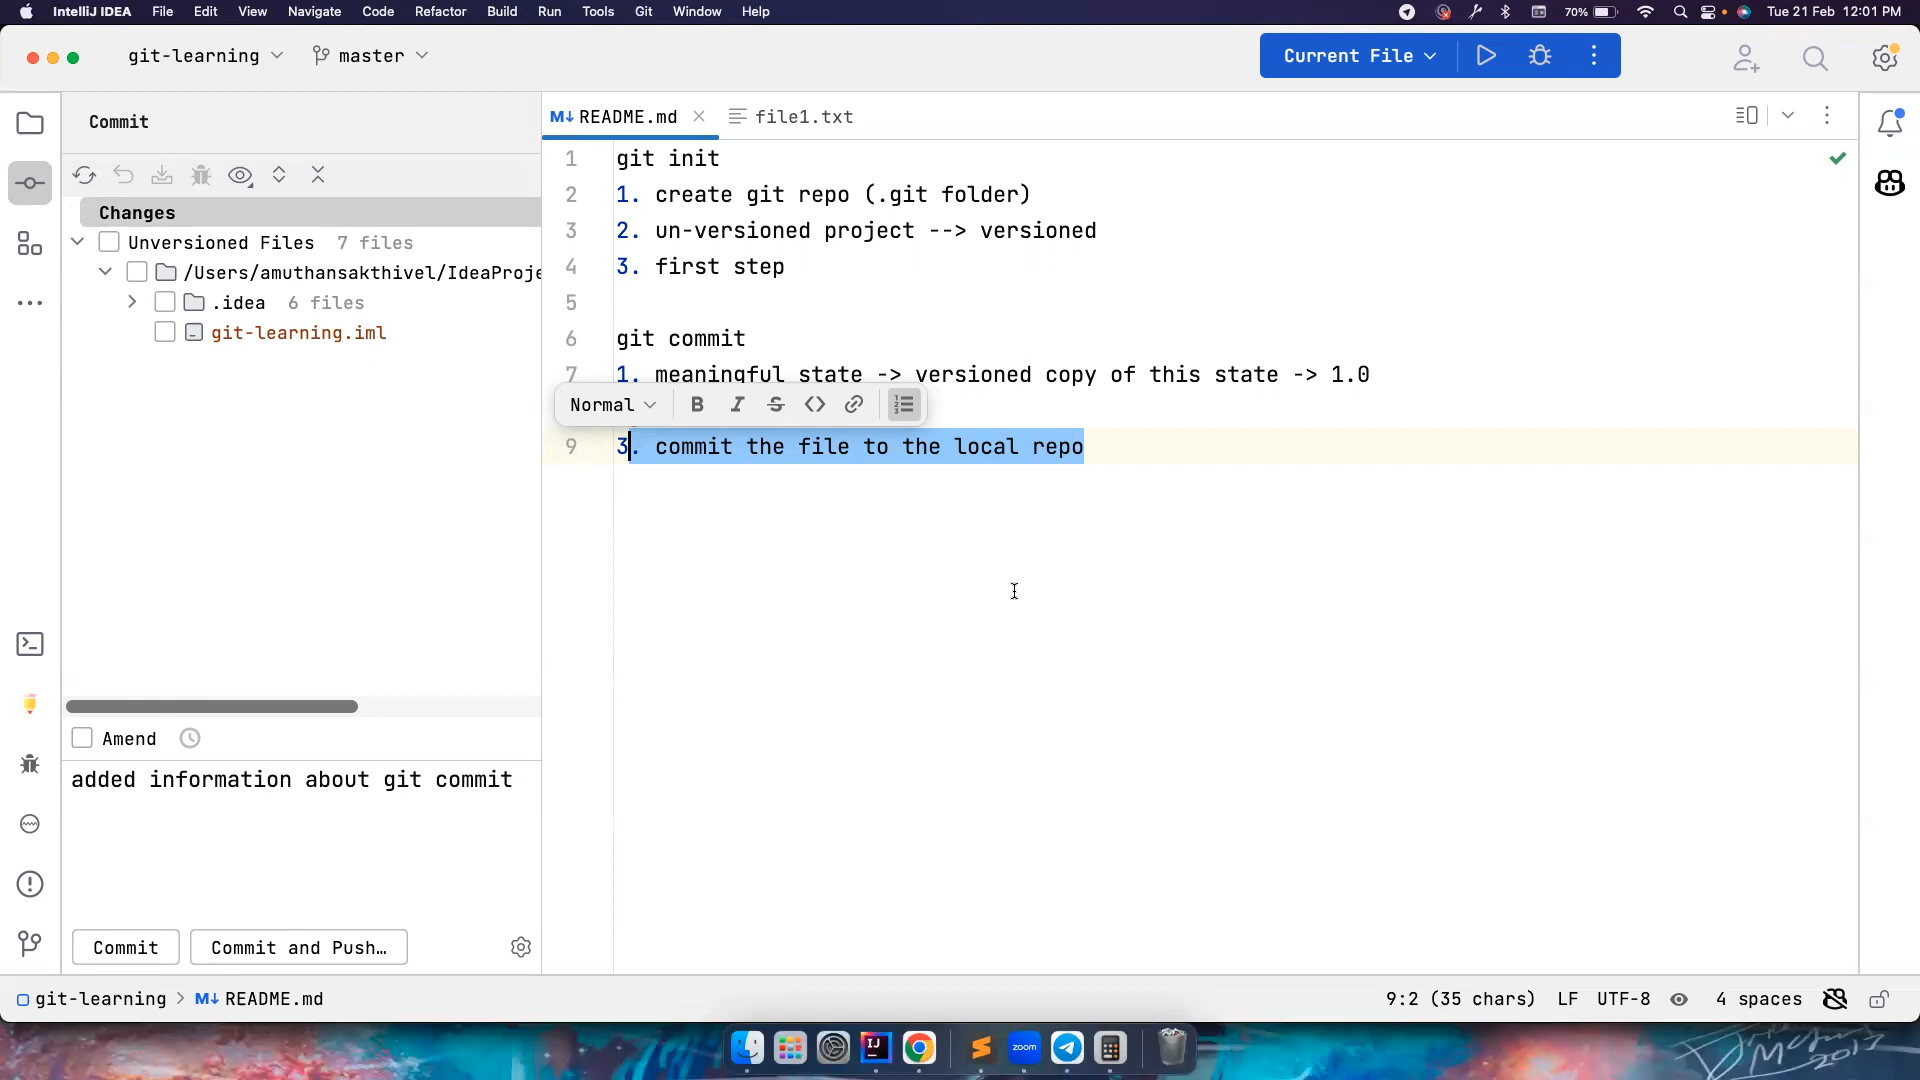 IntelliJ IDEA File Edit View Navigate Code Refactor Build Run Tools Git Window Help 70% Tue 21 Feb 12:01 PM
git-learning master Current File
Commit
M↓ README.md file1.txt
Changes
Unversioned Files 7 files
/Users/amuthansakthivel/IdeaProje
.idea 6 files
git-learning.iml
1 git init
2 1. create git repo (.git folder)
3 2. un-versioned project --> versioned
4 3. first step
5
6 git commit
7 1. meaningful state -> versioned copy of this state -> 1.0
Normal B I S
9 3. commit the file to the local repo
Amend
added information about git commit
Commit Commit and Push…
git-learning > M↓ README.md 9:2 (35 chars) LF UTF-8 4 spaces
IJ zoom
2017